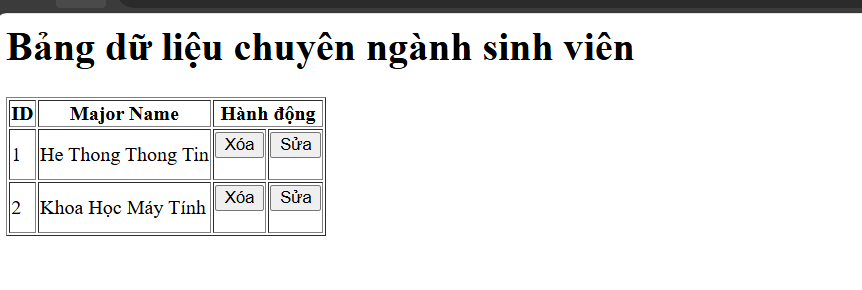 Bảng dữ liệu chuyên ngành sinh viên
ID Major Name Hành động
1 He Thong Thong Tin Xóa Sửa
2 Khoa Học Máy Tính Xóa Sửa